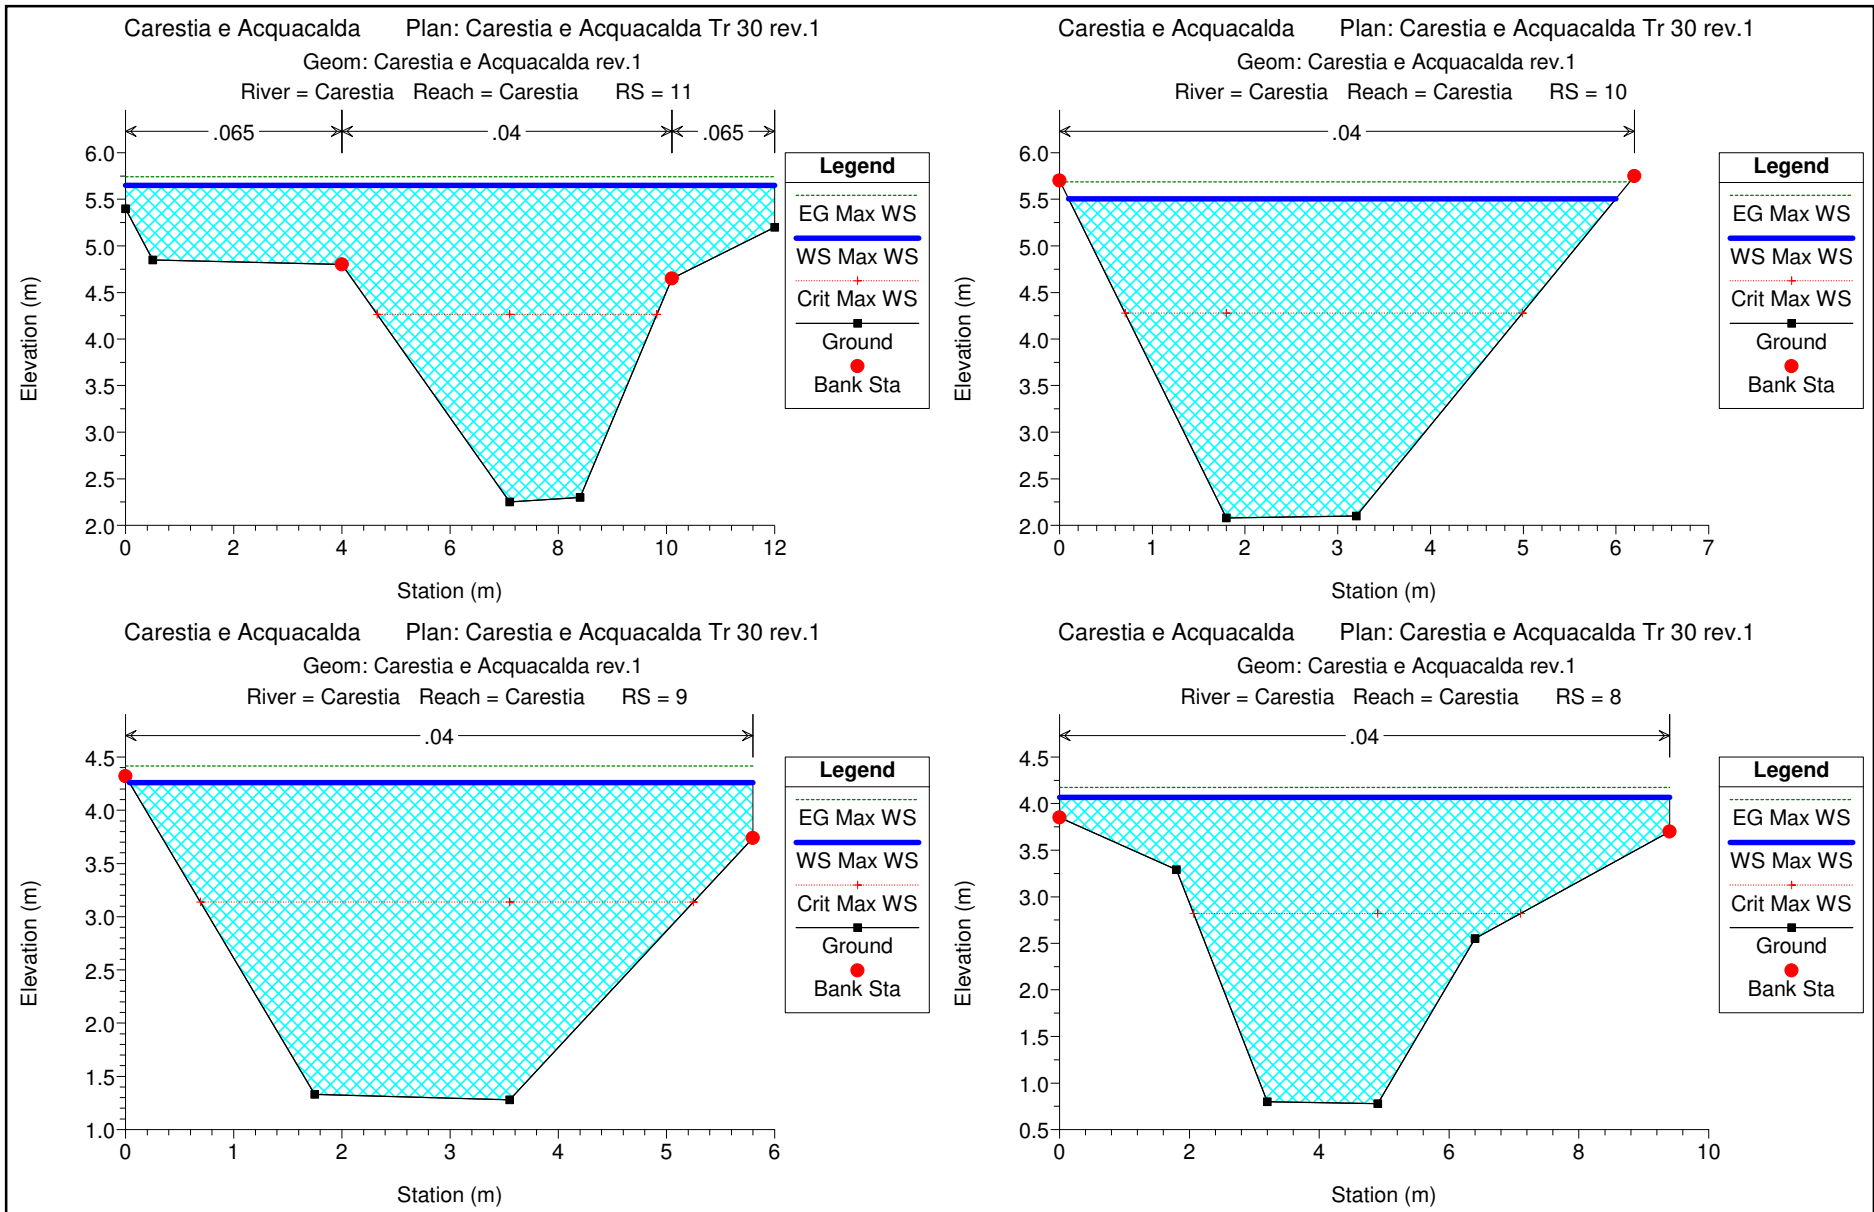 Carestia e Acquacalda Plan: Carestia e Acquacalda Tr 30 rev.1
Geom: Carestia e Acquacalda rev.1
River = Carestia Reach = Carestia RS = 11
.065 .04 .065
6.0
5.5
5.0
4.5
4.0
3.5
3.0
2.5
2.0
Elevation (m)
0 2 4 6 8 10 12
Station (m)
Legend
EG Max WS
WS Max WS
Crit Max WS
Ground
Bank Sta
Carestia e Acquacalda Plan: Carestia e Acquacalda Tr 30 rev.1
Geom: Carestia e Acquacalda rev.1
River = Carestia Reach = Carestia RS = 10
.04
6.0
5.5
5.0
4.5
4.0
3.5
3.0
2.5
2.0
Elevation (m)
0 1 2 3 4 5 6 7
Station (m)
Legend
EG Max WS
WS Max WS
Crit Max WS
Ground
Bank Sta
Carestia e Acquacalda Plan: Carestia e Acquacalda Tr 30 rev.1
Geom: Carestia e Acquacalda rev.1
River = Carestia Reach = Carestia RS = 9
.04
4.5
4.0
3.5
3.0
2.5
2.0
1.5
1.0
Elevation (m)
0 1 2 3 4 5 6
Station (m)
Legend
EG Max WS
WS Max WS
Crit Max WS
Ground
Bank Sta
Carestia e Acquacalda Plan: Carestia e Acquacalda Tr 30 rev.1
Geom: Carestia e Acquacalda rev.1
River = Carestia Reach = Carestia RS = 8
.04
4.5
4.0
3.5
3.0
2.5
2.0
1.5
1.0
0.5
Elevation (m)
0 2 4 6 8 10
Station (m)
Legend
EG Max WS
WS Max WS
Crit Max WS
Ground
Bank Sta